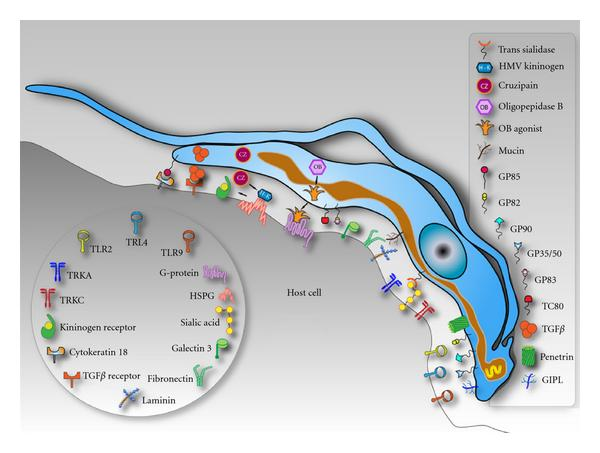 Trans sialidase
H-K HMV kininogen
CZ Cruzipain
OB Oligopepidase B
OB agonist
Mucin
GP85
GP82
GP90
GP35/50
GP83
TC80
TGFβ
Penetrin
GIPL
CZ
CZ
OB
H-K
Host cell
TRL4
TLR2
TLR9
TRKA
G-protein
TRKC
HSPG
Kininogen receptor
Sialic acid
Cytokeratin 18
Galectin 3
TGFβ receptor
Fibronectin
Laminin